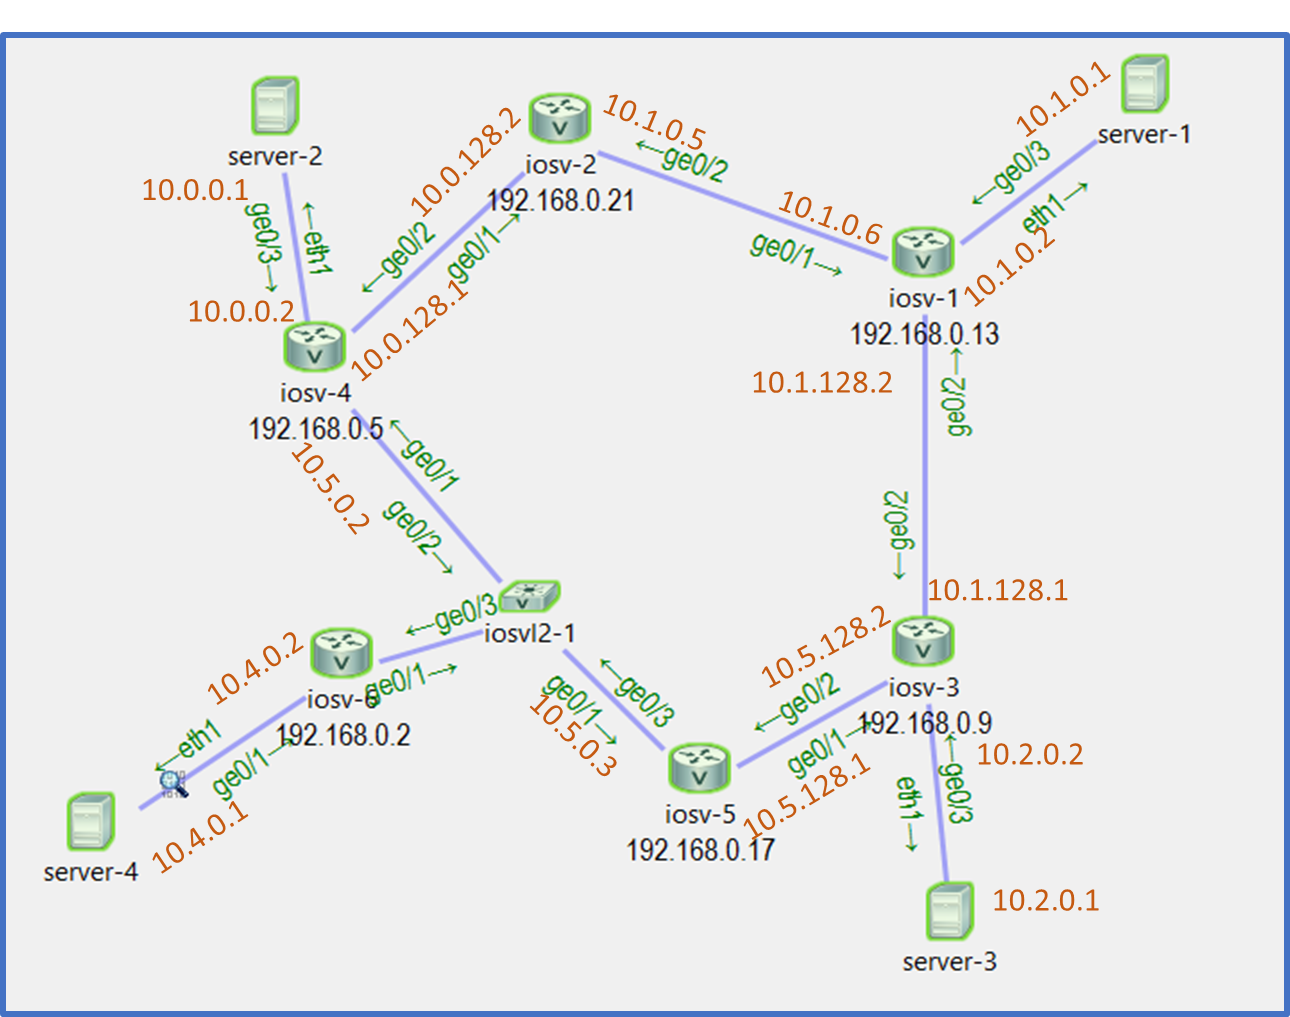 server-2
10.0.0.1
ge0/3→
←eth1
10.0.0.2
iosv-4
192.168.0.5
10.0.128.2
iosv-2
192.168.0.21
←ge0/2
ge0/1→
10.0.128.1
10.1.0.5
←ge0/2
10.1.0.6
ge0/1→
10.1.0.1
server-1
←ge0/3
eth1→
10.1.0.2
iosv-1
192.168.0.13
10.1.128.2
ge0/2→
←ge0/2
10.1.128.1
10.5.0.2
←ge0/1
ge0/2→
iosvl2-1
←ge0/3
ge0/1→
10.4.0.2
iosv-6
192.168.0.2
←eth1
ge0/1→
10.4.0.1
server-4
←ge0/3
ge0/1→
10.5.0.3
iosv-5
192.168.0.17
10.5.128.2
←ge0/2
ge0/1→
10.5.128.1
iosv-3
192.168.0.9
10.2.0.2
←ge0/3
eth1→
10.2.0.1
server-3